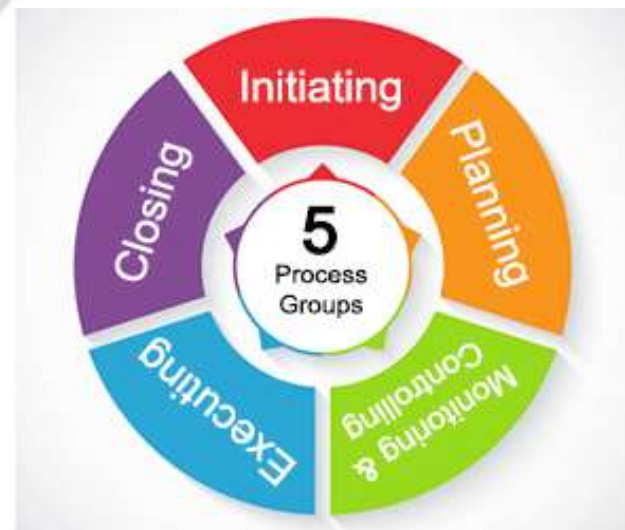 Initiating
Planning
Monitoring &
Controlling
Executing
Closing
5
Process
Groups